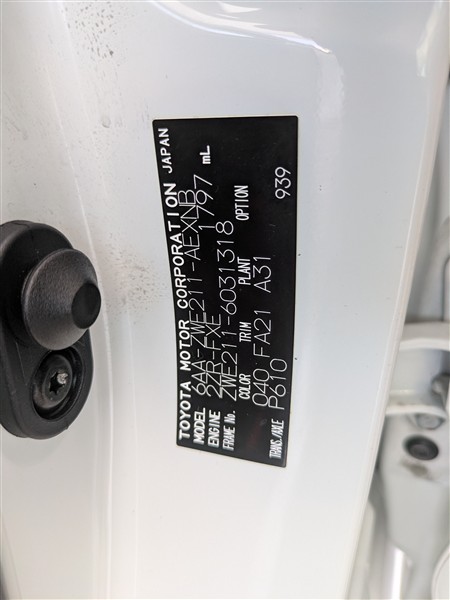 TOYOTA MOTOR CORPORATION JAPAN
MODEL 6AA-ZWE211-AEXNB
ENGINE 2ZR-FXE 1797 mL
FRAME No. ZWE211-6031318
COLOR TRIM PLANT OPTION
040 FA21 A31
TRANS/AXLE P610 939